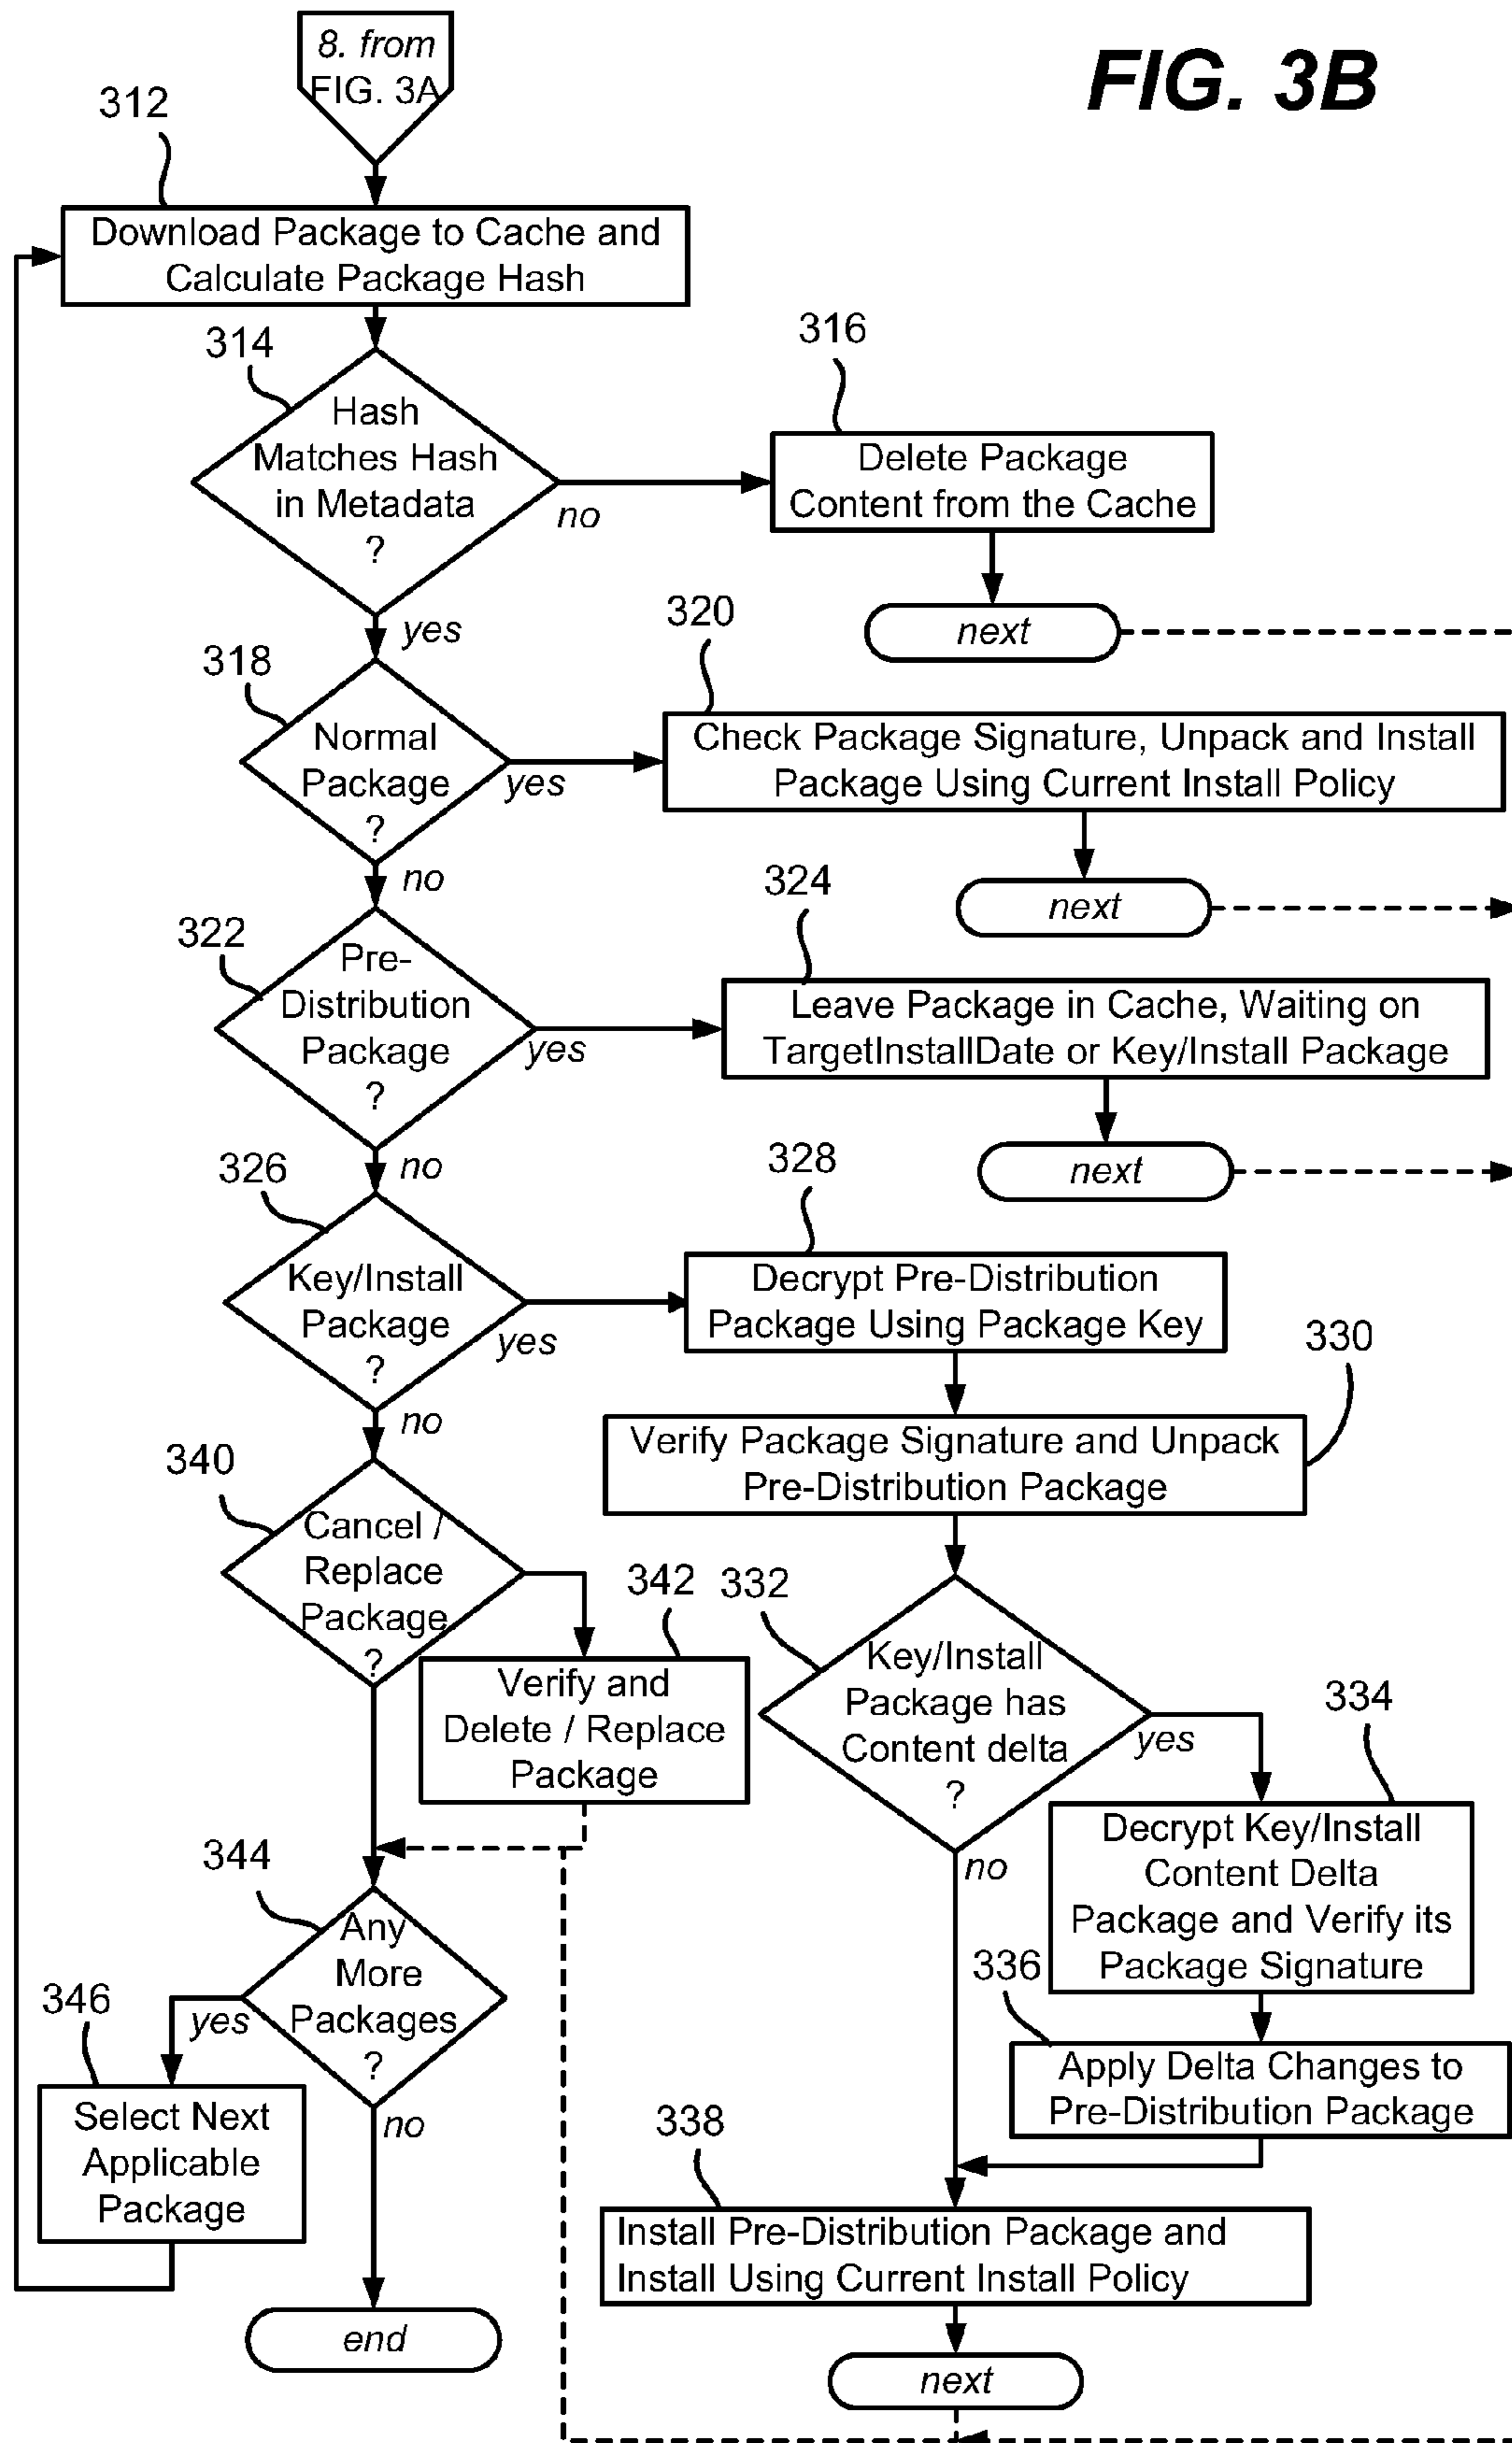 8. from
FIG. 3A
FIG. 3B
312
Download Package to Cache and
Calculate Package Hash
314
Hash
Matches Hash
in Metadata
?
no
yes
316
Delete Package
Content from the Cache
next
318
Normal
Package
?
yes
no
320
Check Package Signature, Unpack and Install
Package Using Current Install Policy
next
322
Pre-
Distribution
Package
?
yes
no
324
Leave Package in Cache, Waiting on
TargetInstallDate or Key/Install Package
next
326
Key/Install
Package
?
yes
no
328
Decrypt Pre-Distribution
Package Using Package Key
330
Verify Package Signature and Unpack
Pre-Distribution Package
340
Cancel /
Replace
Package
?
342
Verify and
Delete / Replace
Package
332
Key/Install
Package has
Content delta
?
yes
no
334
Decrypt Key/Install
Content Delta
Package and Verify its
Package Signature
336
Apply Delta Changes to
Pre-Distribution Package
344
Any
More
Packages
?
yes
no
346
Select Next
Applicable
Package
end
338
Install Pre-Distribution Package and
Install Using Current Install Policy
next